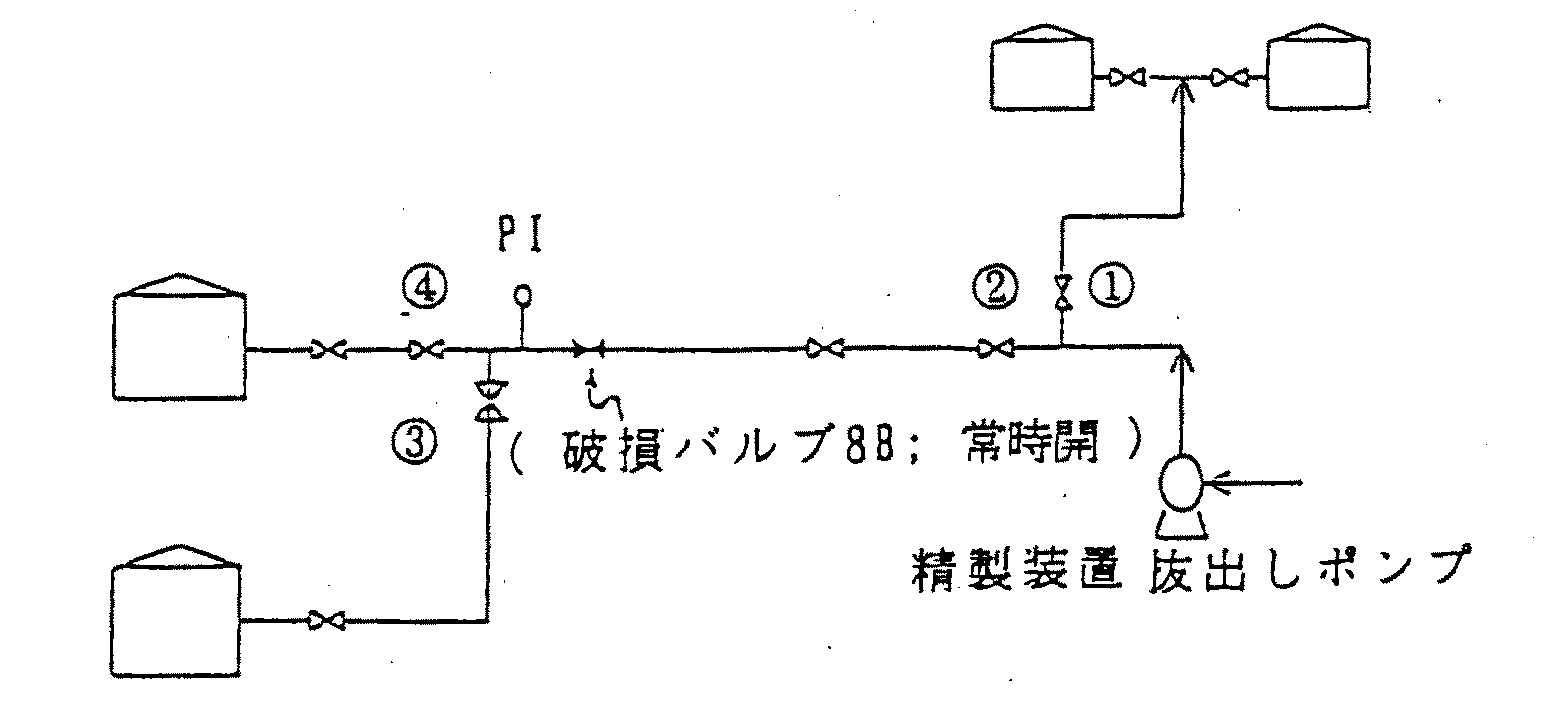 PI
④
②
①
③
(破損バルブ88; 常時開)
精製装置 抜出しポンプ